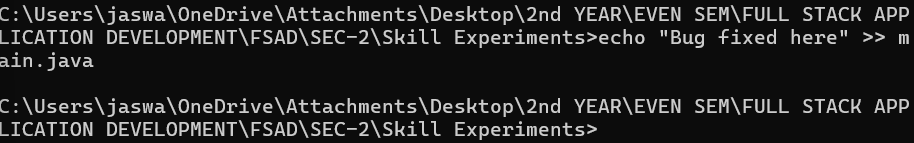 C:\Users\jaswa\OneDrive\Attachments\Desktop\2nd YEAR\EVEN SEM\FULL STACK APP
LICATION DEVELOPMENT\FSAD\SEC-2\Skill Experiments>echo "Bug fixed here" >> m
ain.java
C:\Users\jaswa\OneDrive\Attachments\Desktop\2nd YEAR\EVEN SEM\FULL STACK APP
LICATION DEVELOPMENT\FSAD\SEC-2\Skill Experiments>